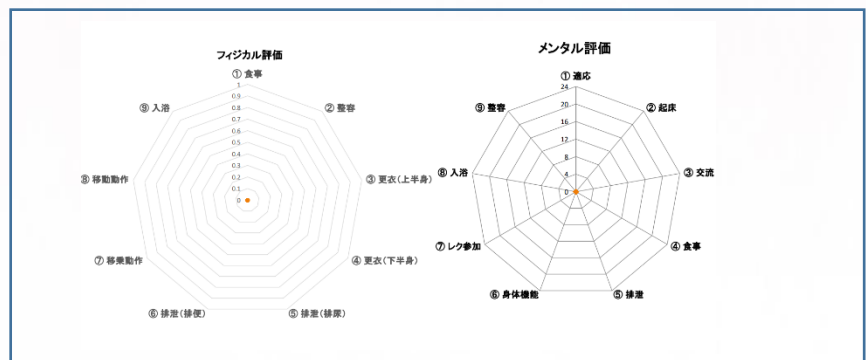 フィジカル評価
① 食事
1
0.9
0.8
0.7
0.6
0.5
0.4
0.3
0.2
0.1
0
② 整容
③ 更衣(上半身)
④ 更衣(下半身)
⑤ 排泄(排尿)
⑥ 排泄(排便)
⑦ 移乗動作
⑧ 移動動作
⑨ 入浴
メンタル評価
① 適応
24
20
16
12
8
4
0
② 起床
③ 交流
④ 食事
⑤ 排泄
⑥ 身体機能
⑦ レク参加
⑧ 入浴
⑨ 整容